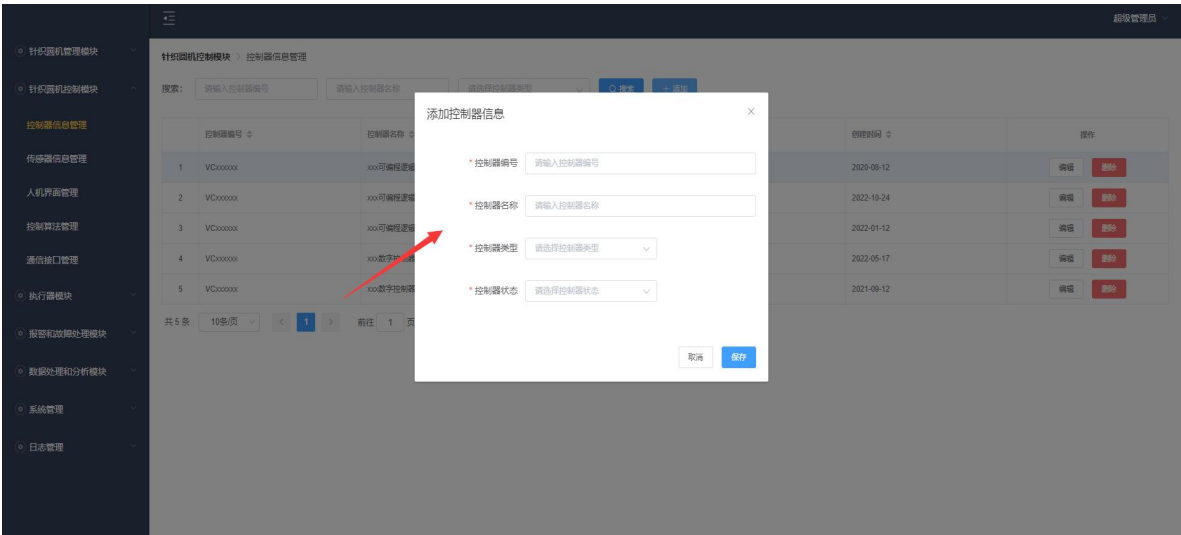 超级管理员
针织圆机管理模块
针织圆机控制模块
控制器信息管理
传感器信息管理
人机界面管理
控制算法管理
通信接口管理
执行器模块
报警和故障处理模块
数据处理和分析模块
系统管理
日志管理
针织圆机控制模块 > 控制器信息管理
搜索: 请输入控制器编号 请输入控制器名称 请选择控制器类型 搜索 + 添加
控制器编号 控制器名称 创建时间 操作
1 VCxxxxxx xxx可编程逻辑 2020-08-12 编辑 删除
2 VCxxxxxx xxx可编程逻辑 2022-10-24 编辑 删除
3 VCxxxxxx xxx可编程逻辑 2022-01-12 编辑 删除
4 VCxxxxxx xxx数字控制器 2022-05-17 编辑 删除
5 VCxxxxxx xxx数字控制器 2021-09-12 编辑 删除
共 5 条 10条/页 < 1 > 前往 1 页
添加控制器信息 ×
* 控制器编号 请输入控制器编号
* 控制器名称 请输入控制器名称
* 控制器类型 请选择控制器类型
* 控制器状态 请选择控制器状态
取消 保存